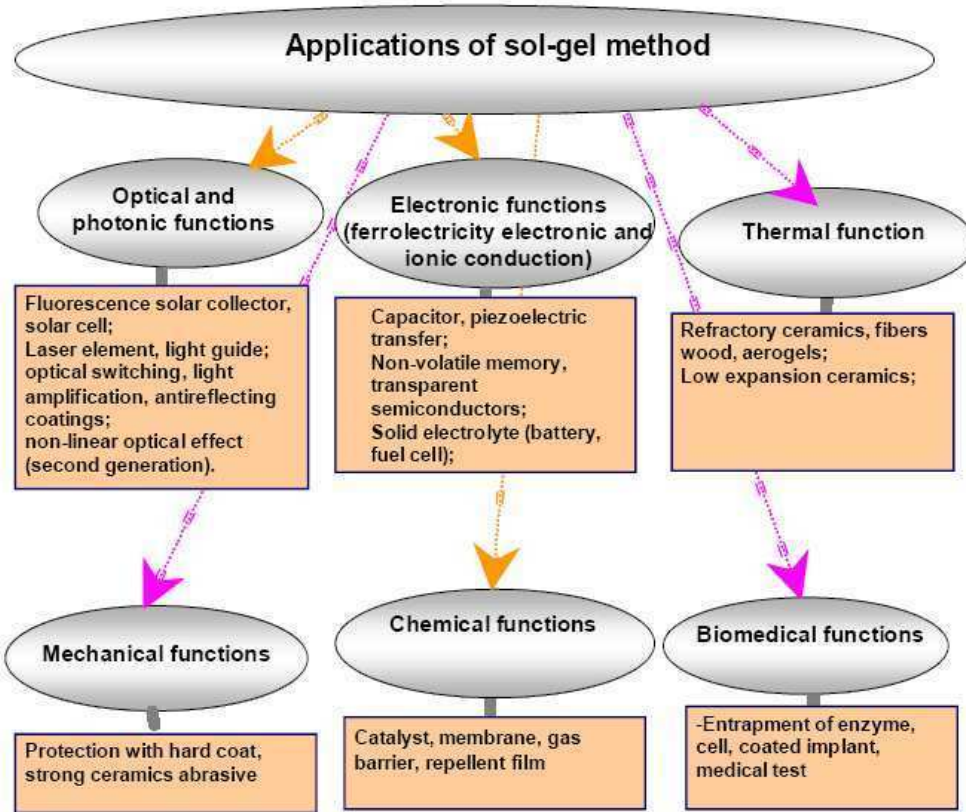 Applications of sol-gel method
Optical and
photonic functions
Electronic functions
(ferrolectricity electronic and
ionic conduction)
Thermal function
Fluorescence solar collector,
solar cell;
Laser element, light guide;
optical switching, light
amplification, antireflecting
coatings;
non-linear optical effect
(second generation).
Capacitor, piezoelectric
transfer;
Non-volatile memory,
transparent
semiconductors;
Solid electrolyte (battery,
fuel cell);
Refractory ceramics, fibers
wood, aerogels;
Low expansion ceramics;
Mechanical functions
Chemical functions
Biomedical functions
Protection with hard coat,
strong ceramics abrasive
Catalyst, membrane, gas
barrier, repellent film
-Entrapment of enzyme,
cell, coated implant,
medical test